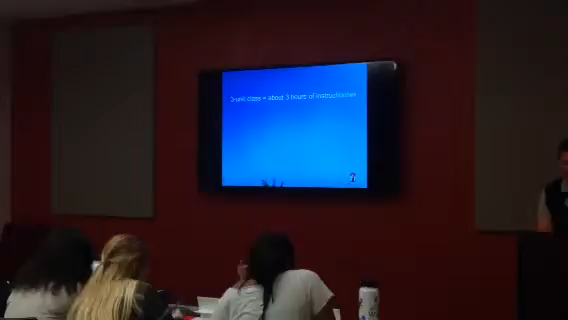 3-unit class = about 3 hours of instruction